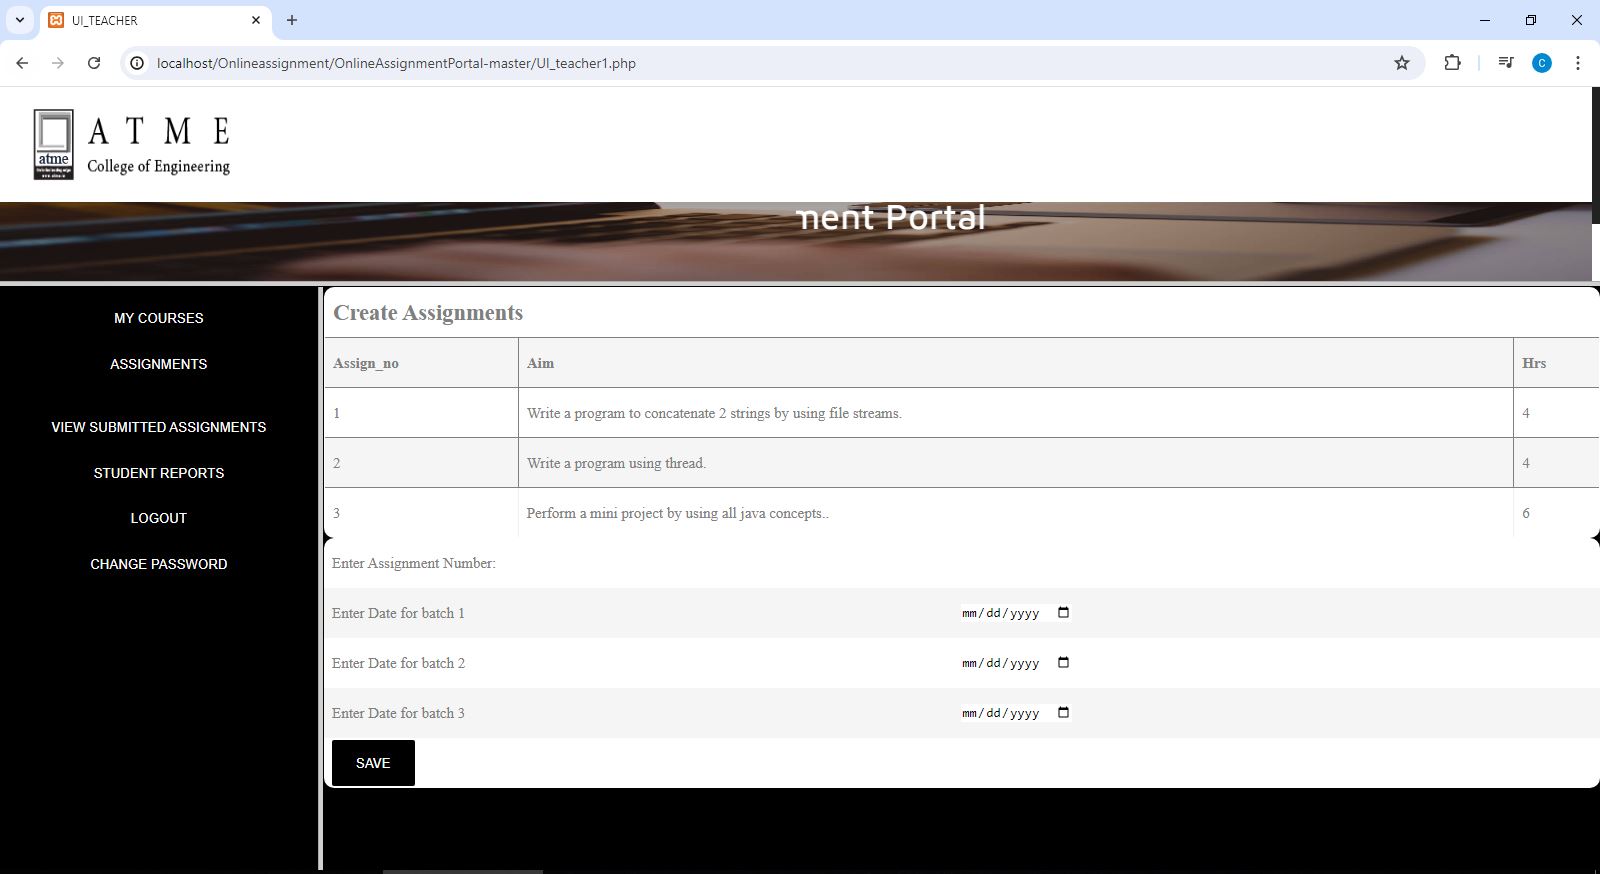 UI_TEACHER
localhost/Onlineassignment/OnlineAssignmentPortal-master/UI_teacher1.php
C
A T M E
College of Engineering
atme
ment Portal
MY COURSES
ASSIGNMENTS
VIEW SUBMITTED ASSIGNMENTS
STUDENT REPORTS
LOGOUT
CHANGE PASSWORD
Create Assignments
Assign_no Aim Hrs
1 Write a program to concatenate 2 strings by using file streams. 4
2 Write a program using thread. 4
3 Perform a mini project by using all java concepts.. 6
Enter Assignment Number:
Enter Date for batch 1 mm/dd/yyyy
Enter Date for batch 2 mm/dd/yyyy
Enter Date for batch 3 mm/dd/yyyy
SAVE